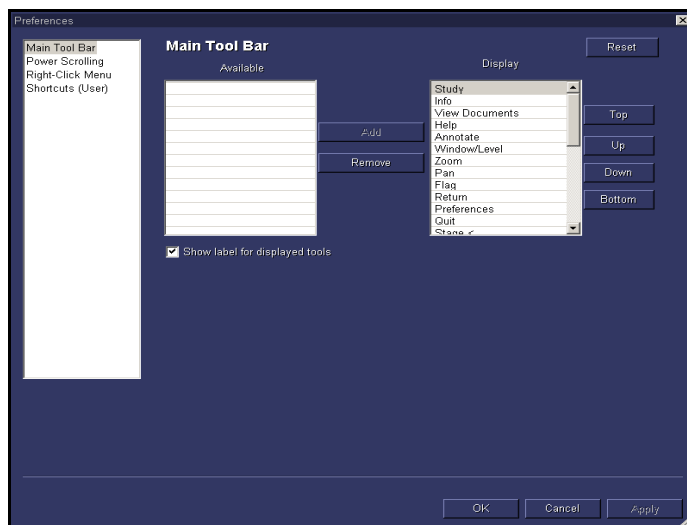 Preferences
Main Tool Bar
Power Scrolling
Right-Click Menu
Shortcuts (User)
Main Tool Bar
Reset
Available
Display
Add
Remove
Study
Info
View Documents
Help
Annotate
Window/Level
Zoom
Pan
Flag
Return
Preferences
Quit
Stage <
Top
Up
Down
Bottom
Show label for displayed tools
OK
Cancel
Apply